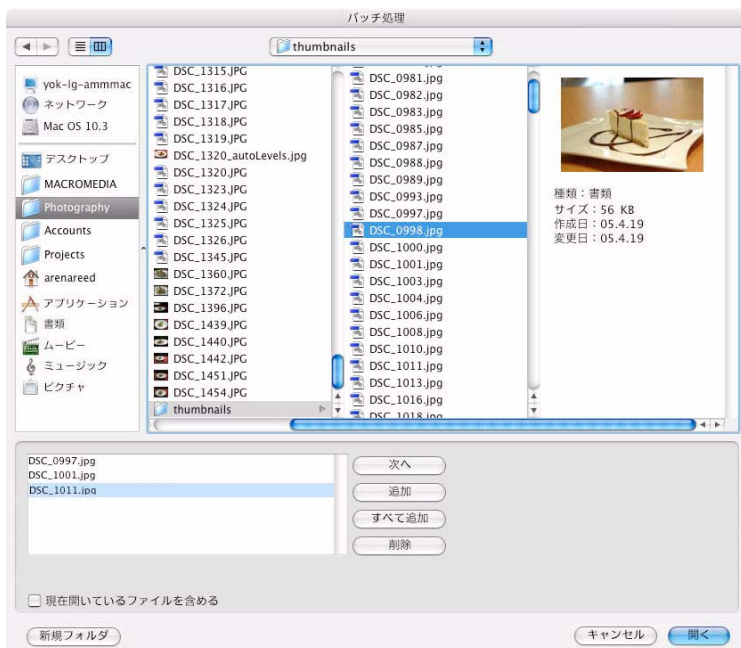 バッチ処理
thumbnails
yok-lg-ammmac
ネットワーク
Mac OS 10.3
デスクトップ
MACROMEDIA
Photography
Accounts
Projects
arenareed
アプリケーション
書類
ムービー
ミュージック
ピクチャ
DSC_1315.JPG
DSC_1316.JPG
DSC_1317.JPG
DSC_1318.JPG
DSC_1319.JPG
DSC_1320_autoLevels.jpg
DSC_1320.JPG
DSC_1323.JPG
DSC_1324.JPG
DSC_1325.JPG
DSC_1326.JPG
DSC_1345.JPG
DSC_1360.JPG
DSC_1372.JPG
DSC_1396.JPG
DSC_1439.JPG
DSC_1440.JPG
DSC_1442.JPG
DSC_1451.JPG
DSC_1454.JPG
thumbnails
DSC_0981.jpg
DSC_0982.jpg
DSC_0983.jpg
DSC_0985.jpg
DSC_0987.jpg
DSC_0988.jpg
DSC_0989.jpg
DSC_0993.jpg
DSC_0997.jpg
DSC_0998.jpg
DSC_1000.jpg
DSC_1001.jpg
DSC_1003.jpg
DSC_1004.jpg
DSC_1006.jpg
DSC_1008.jpg
DSC_1010.jpg
DSC_1011.jpg
DSC_1013.jpg
DSC_1016.jpg
DSC_1018.jpg
種類：書類
サイズ：56 KB
作成日：05.4.19
変更日：05.4.19
DSC_0997.jpg
DSC_1001.jpg
DSC_1011.jpg
次へ
追加
すべて追加
削除
現在開いているファイルを含める
新規フォルダ
キャンセル
開く